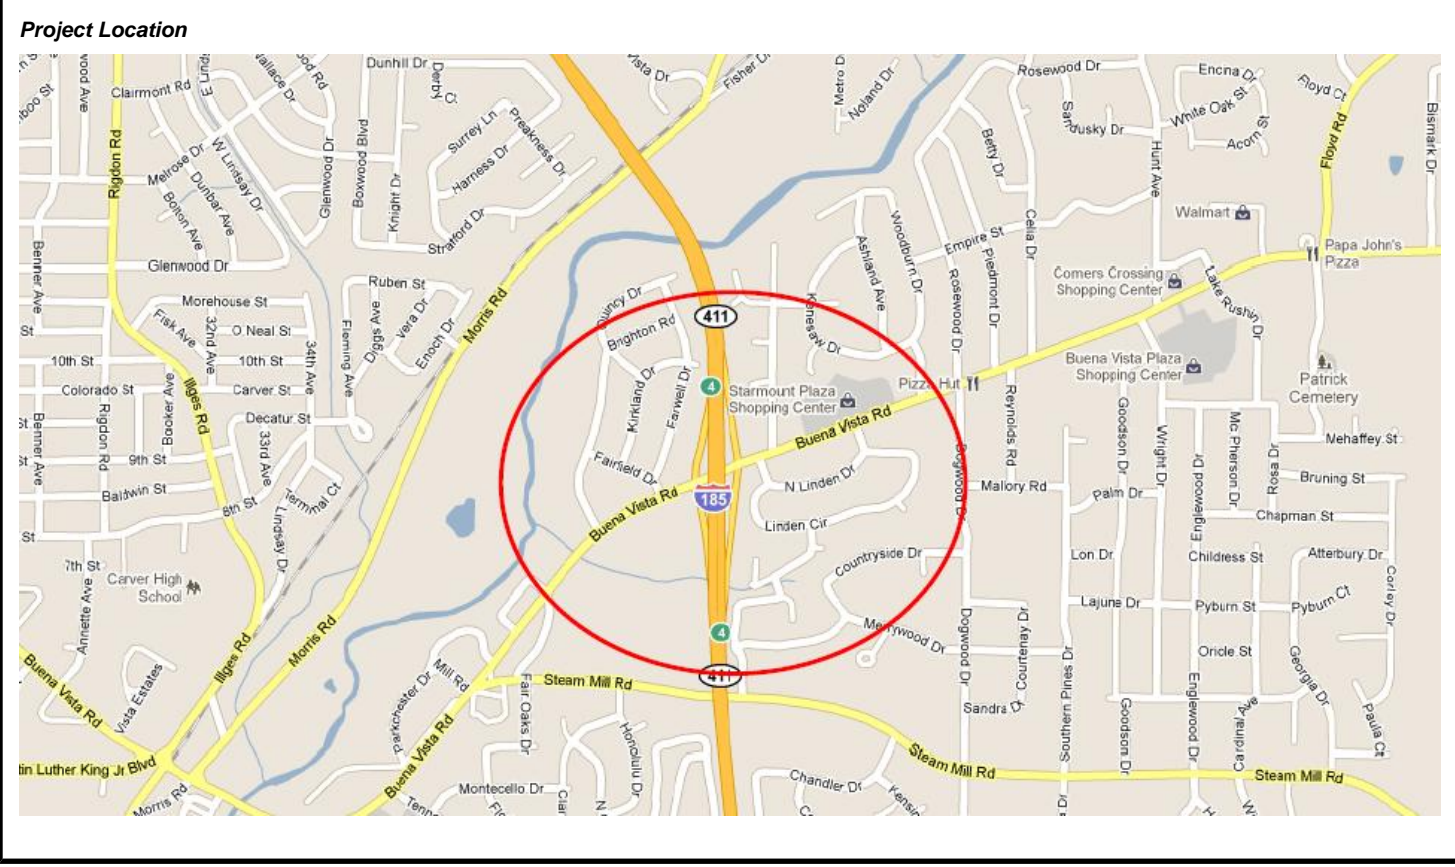 Project Location
Dunhill Dr
Derby
Ct
Vista Dr
Fisher Dr
Metro D
Noland Dr
Rosewood Dr
Encina Dr
Floyd Ct
Clairmont Rd
Wallace Dr
Rigdon Rd
Surrey Ln
Preakness Dr
Harness Dr
Sandusky Dr
White Oak St
Acorn St
Floyd Rd
Bismark Dr
Melrose Dr
W Lindsay Dr
Dunbar Ave
Bolton Ave
Glenwood Dr
Boxwood Blvd
Knight Dr
Stratford Dr
Betty Dr
Hunt Ave
Walmart
Benner Ave
Glenwood Dr
Woodburn Dr
Ashland Ave
Empire St
Celia Dr
Papa John's
Pizza
Ruben St
Morris Rd
Quincy Dr
Kenesaw Dr
Rosewood Dr
Piedmont Dr
Corners Crossing
Shopping Center
Lake Rushin Dr
Morehouse St
Fisk Ave
32nd Ave
O Neal St
34th Ave
Fleming Ave
Vera Dr
Enoch Dr
Brighton Rd
411
St
10th St
10th St
Colorado St
Carver St
Illges Rd
Booker Ave
Decatur St
Kirkland Dr
Farwell Dr
4
Starmount Plaza
Shopping Center
Pizza Hut
Buena Vista Rd
Buena Vista Plaza
Shopping Center
Patrick
Cemetery
Benner Ave
Rigdon Rd
33rd Ave
9th St
Baldwin St
8th St
Terminal Ct
Lindsay Dr
Fairfield Dr
Buena Vista Rd
185
N Linden Dr
Linden Cir
Dogwood Dr
Reynolds Rd
Mallory Rd
Goodson Dr
Palm Dr
Wright Dr
Englewood Dr
Mc Pherson Dr
Rosa Dr
Mehaffey St
Bruning St
Chapman St
St
7th St
Carver High
School
Annette Ave
Countryside Dr
Lon Dr
Childress St
Atterbury Dr
Corley Dr
Lajune Dr
Pyburn St
Pyburn Ct
4
Merrywood Dr
Dogwood Dr
Courteney Dr
Oricle St
Georgia Dr
Illges Rd
Morris Rd
Buena Vista Rd
Vista Estates
Parkchester Dr
Mill Rd
Steam Mill Rd
411
Fair Oaks Dr
Sandra D
Southern Pines Dr
Goodson Dr
Englewood Dr
Cardinal Ave
Paula Ct
tin Luther King Jr Blvd
Buena Vista Rd
Honolulu Dr
Steam Mill Rd
Steam Mill Rd
Morris Rd
Montecello Dr
Chandler Dr